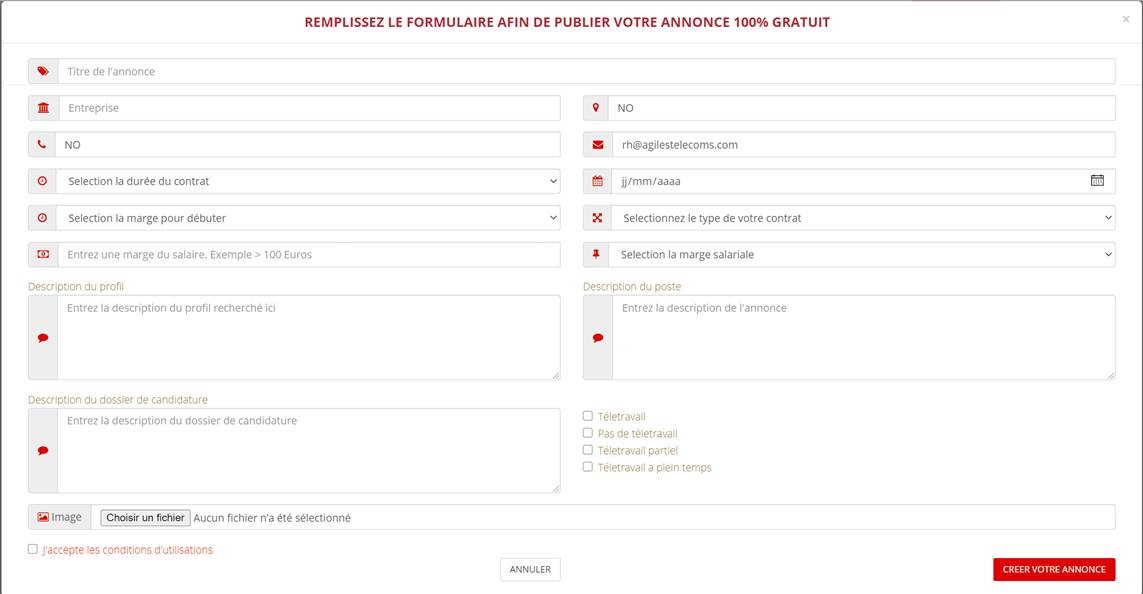 REMPLISSEZ LE FORMULAIRE AFIN DE PUBLIER VOTRE ANNONCE 100% GRATUIT
×
Titre de l'annonce
Entreprise
NO
NO
rh@agilestelecoms.com
Selection la durée du contrat
jj/mm/aaaa
Selection la marge pour débuter
Selectionnez le type de votre contrat
Entrez une marge du salaire. Exemple > 100 Euros
Selection la marge salariale
Description du profil
Description du poste
Entrez la description du profil recherché ici
Entrez la description de l'annonce
Description du dossier de candidature
Entrez la description du dossier de candidature
Téletravail
Pas de téletravail
Téletravail partiel
Téletravail a plein temps
Image
Choisir un fichier Aucun fichier n'a été sélectionné
J'accepte les conditions d'utilisations
ANNULER
CREER VOTRE ANNONCE